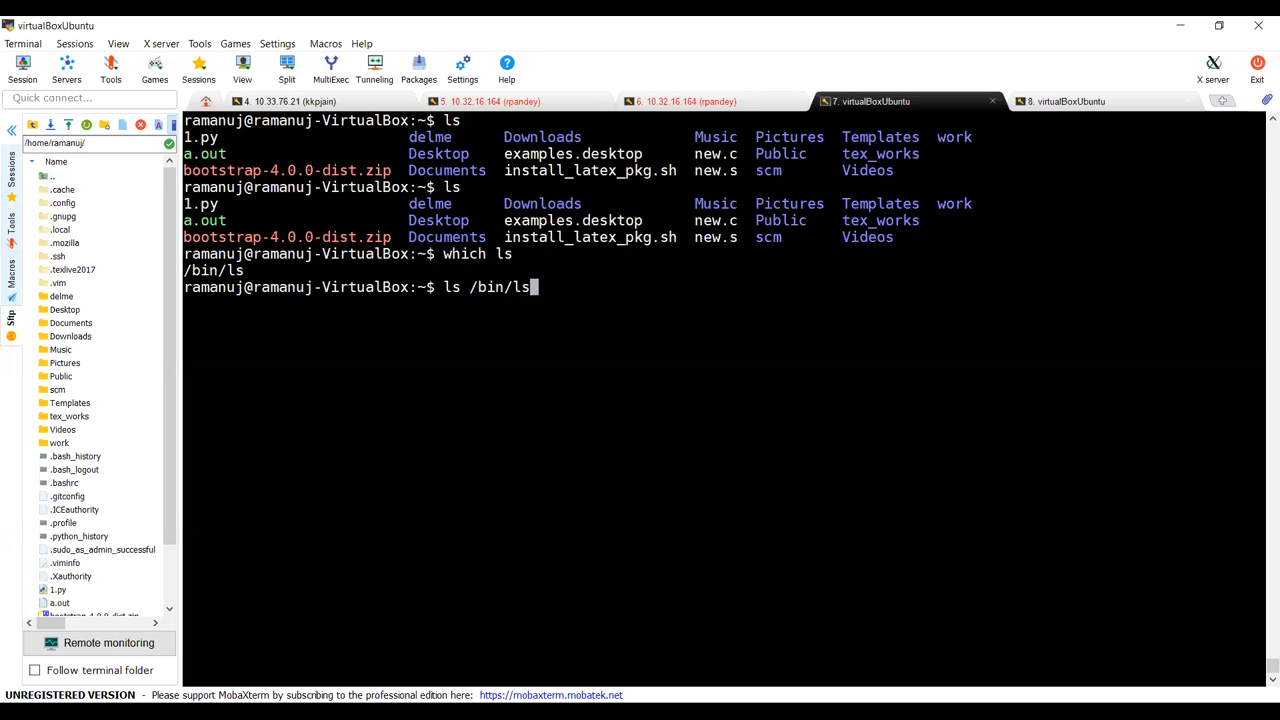 virtualBoxUbuntu
Terminal Sessions View X server Tools Games Settings Macros Help
Session Servers Tools Games Sessions View Split MultiExec Tunneling Packages Settings Help X server Exit
Quick connect...
4. 10.33.76.21 (kkpjain)
5. 10.32.16.164 (rpandey)
6. 10.32.16.164 (rpandey)
7. virtualBoxUbuntu
8. virtualBoxUbuntu
Sessions
Tools
Macros
Sftp
/home/ramanuj/
Name
..
.cache
.config
.gnupg
.local
.mozilla
.ssh
.texlive2017
.vim
delme
Desktop
Documents
Downloads
Music
Pictures
Public
scm
Templates
tex_works
Videos
work
.bash_history
.bash_logout
.bashrc
.gitconfig
.ICEauthority
.profile
.python_history
.sudo_as_admin_successful
.viminfo
.Xauthority
1.py
a.out
bootstrap-4.0.0-dist.zip
Remote monitoring
Follow terminal folder
ramanuj@ramanuj-VirtualBox:~$ ls
1.py delme Downloads Music Pictures Templates work
a.out Desktop examples.desktop new.c Public tex_works
bootstrap-4.0.0-dist.zip Documents install_latex_pkg.sh new.s scm Videos
ramanuj@ramanuj-VirtualBox:~$ ls
1.py delme Downloads Music Pictures Templates work
a.out Desktop examples.desktop new.c Public tex_works
bootstrap-4.0.0-dist.zip Documents install_latex_pkg.sh new.s scm Videos
ramanuj@ramanuj-VirtualBox:~$ which ls
/bin/ls
ramanuj@ramanuj-VirtualBox:~$ ls /bin/ls
UNREGISTERED VERSION - Please support MobaXterm by subscribing to the professional edition here: https://mobaxterm.mobatek.net